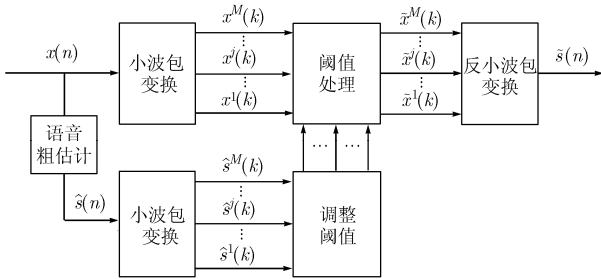 x(n)
小波包
变换
x^M(k)
⋮
x^j(k)
⋮
x^1(k)
阈值
处理
x̃^M(k)
⋮
x̃^j(k)
⋮
x̃^1(k)
反小波包
变换
s̃(n)
语音
粗估计
ŝ(n)
小波包
变换
ŝ^M(k)
⋮
ŝ^j(k)
⋮
ŝ^1(k)
… …
调整
阈值